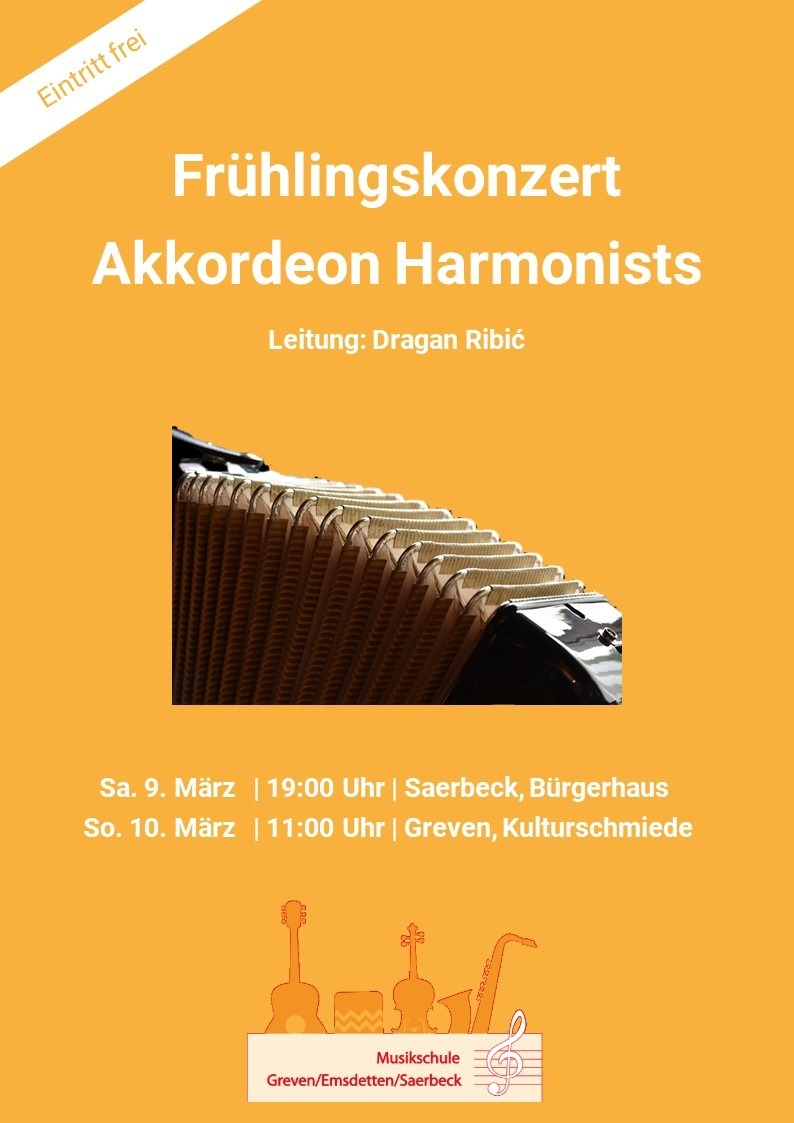 Eintritt frei
Frühlingskonzert
Akkordeon Harmonists
Leitung: Dragan Ribić
Sa. 9. März | 19:00 Uhr | Saerbeck, Bürgerhaus
So. 10. März | 11:00 Uhr | Greven, Kulturschmiede
Musikschule
Greven/Emsdetten/Saerbeck